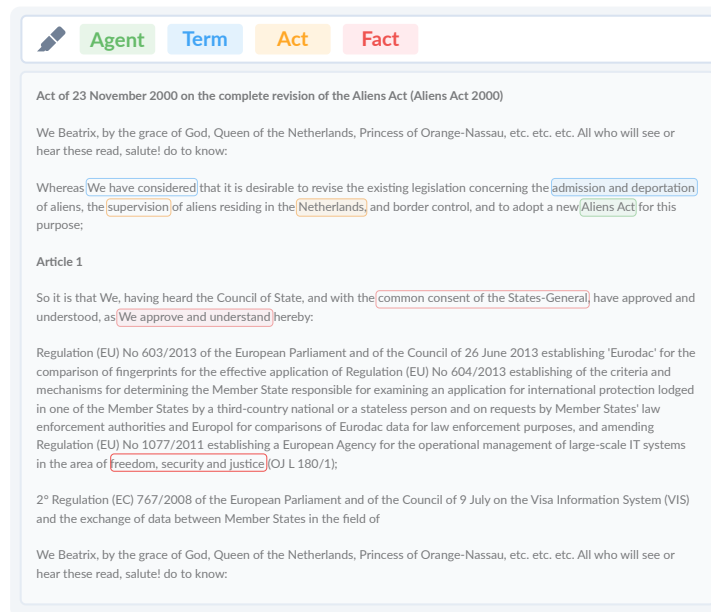 Agent Term Act Fact
Act of 23 November 2000 on the complete revision of the Aliens Act (Aliens Act 2000)
We Beatrix, by the grace of God, Queen of the Netherlands, Princess of Orange-Nassau, etc. etc. etc. All who will see or
hear these read, salute! do to know:
Whereas We have considered that it is desirable to revise the existing legislation concerning the admission and deportation
of aliens, the supervision of aliens residing in the Netherlands, and border control, and to adopt a new Aliens Act for this
purpose;
Article 1
So it is that We, having heard the Council of State, and with the common consent of the States-General, have approved and
understood, as We approve and understand hereby:
Regulation (EU) No 603/2013 of the European Parliament and of the Council of 26 June 2013 establishing 'Eurodac' for the
comparison of fingerprints for the effective application of Regulation (EU) No 604/2013 establishing of the criteria and
mechanisms for determining the Member State responsible for examining an application for international protection lodged
in one of the Member States by a third-country national or a stateless person and on requests by Member States' law
enforcement authorities and Europol for comparisons of Eurodac data for law enforcement purposes, and amending
Regulation (EU) No 1077/2011 establishing a European Agency for the operational management of large-scale IT systems
in the area of freedom, security and justice (OJ L 180/1);
2° Regulation (EC) 767/2008 of the European Parliament and of the Council of 9 July on the Visa Information System (VIS)
and the exchange of data between Member States in the field of
We Beatrix, by the grace of God, Queen of the Netherlands, Princess of Orange-Nassau, etc. etc. etc. All who will see or
hear these read, salute! do to know: